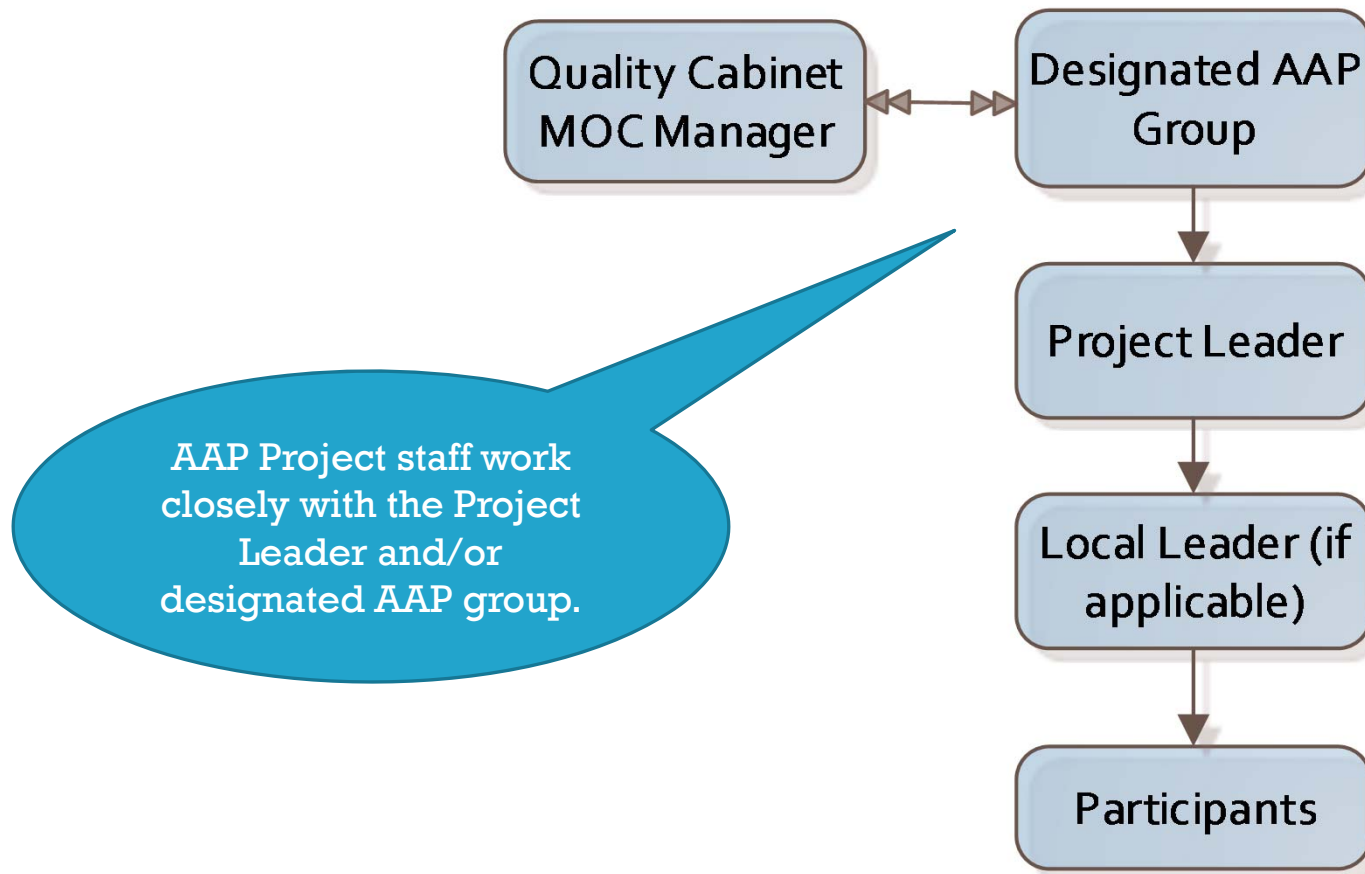 Quality Cabinet
MOC Manager
Designated AAP
Group
Project Leader
AAP Project staff work
closely with the Project
Leader and/or
designated AAP group.
Local Leader (if
applicable)
Participants